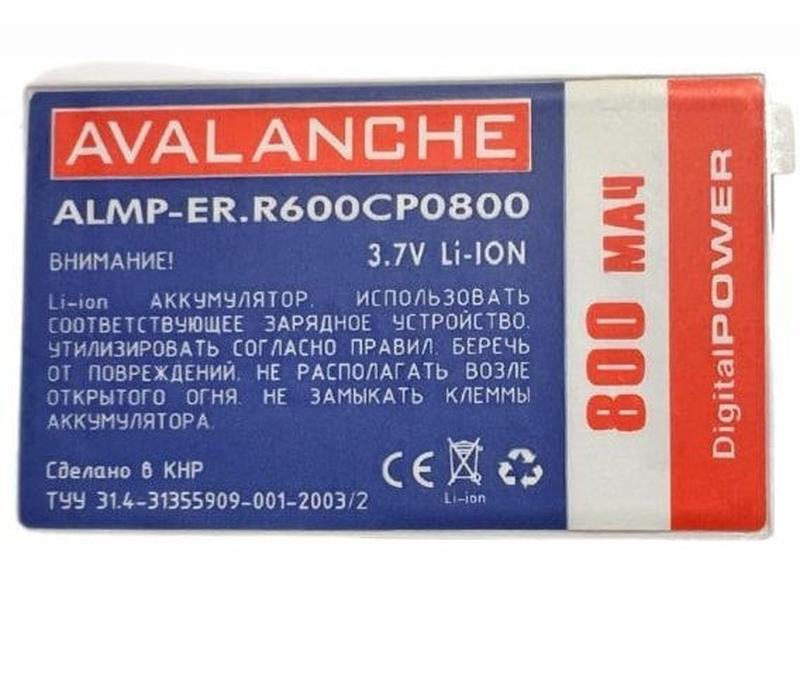 AVALANCHE
ALMP-ER.R600CP0800
3.7V Li-ION
ВНИМАНИЕ!
Li-ion АККУМУЛЯТОР. ИСПОЛЬЗОВАТЬ
СООТВЕТСТВУЮЩЕЕ ЗАРЯДНОЕ УСТРОЙСТВО.
УТИЛИЗИРОВАТЬ СОГЛАСНО ПРАВИЛ. БЕРЕЧЬ
ОТ ПОВРЕЖДЕНИЙ. НЕ РАСПОЛАГАТЬ ВОЗЛЕ
ОТКРЫТОГО ОГНЯ. НЕ ЗАМЫКАТЬ КЛЕММЫ
АККУМУЛЯТОРА.
Сделано в КНР
ТУУ 31.4-31355909-001-2003/2
CE
Li-ion
800 МАЧ
DigitalPOWER